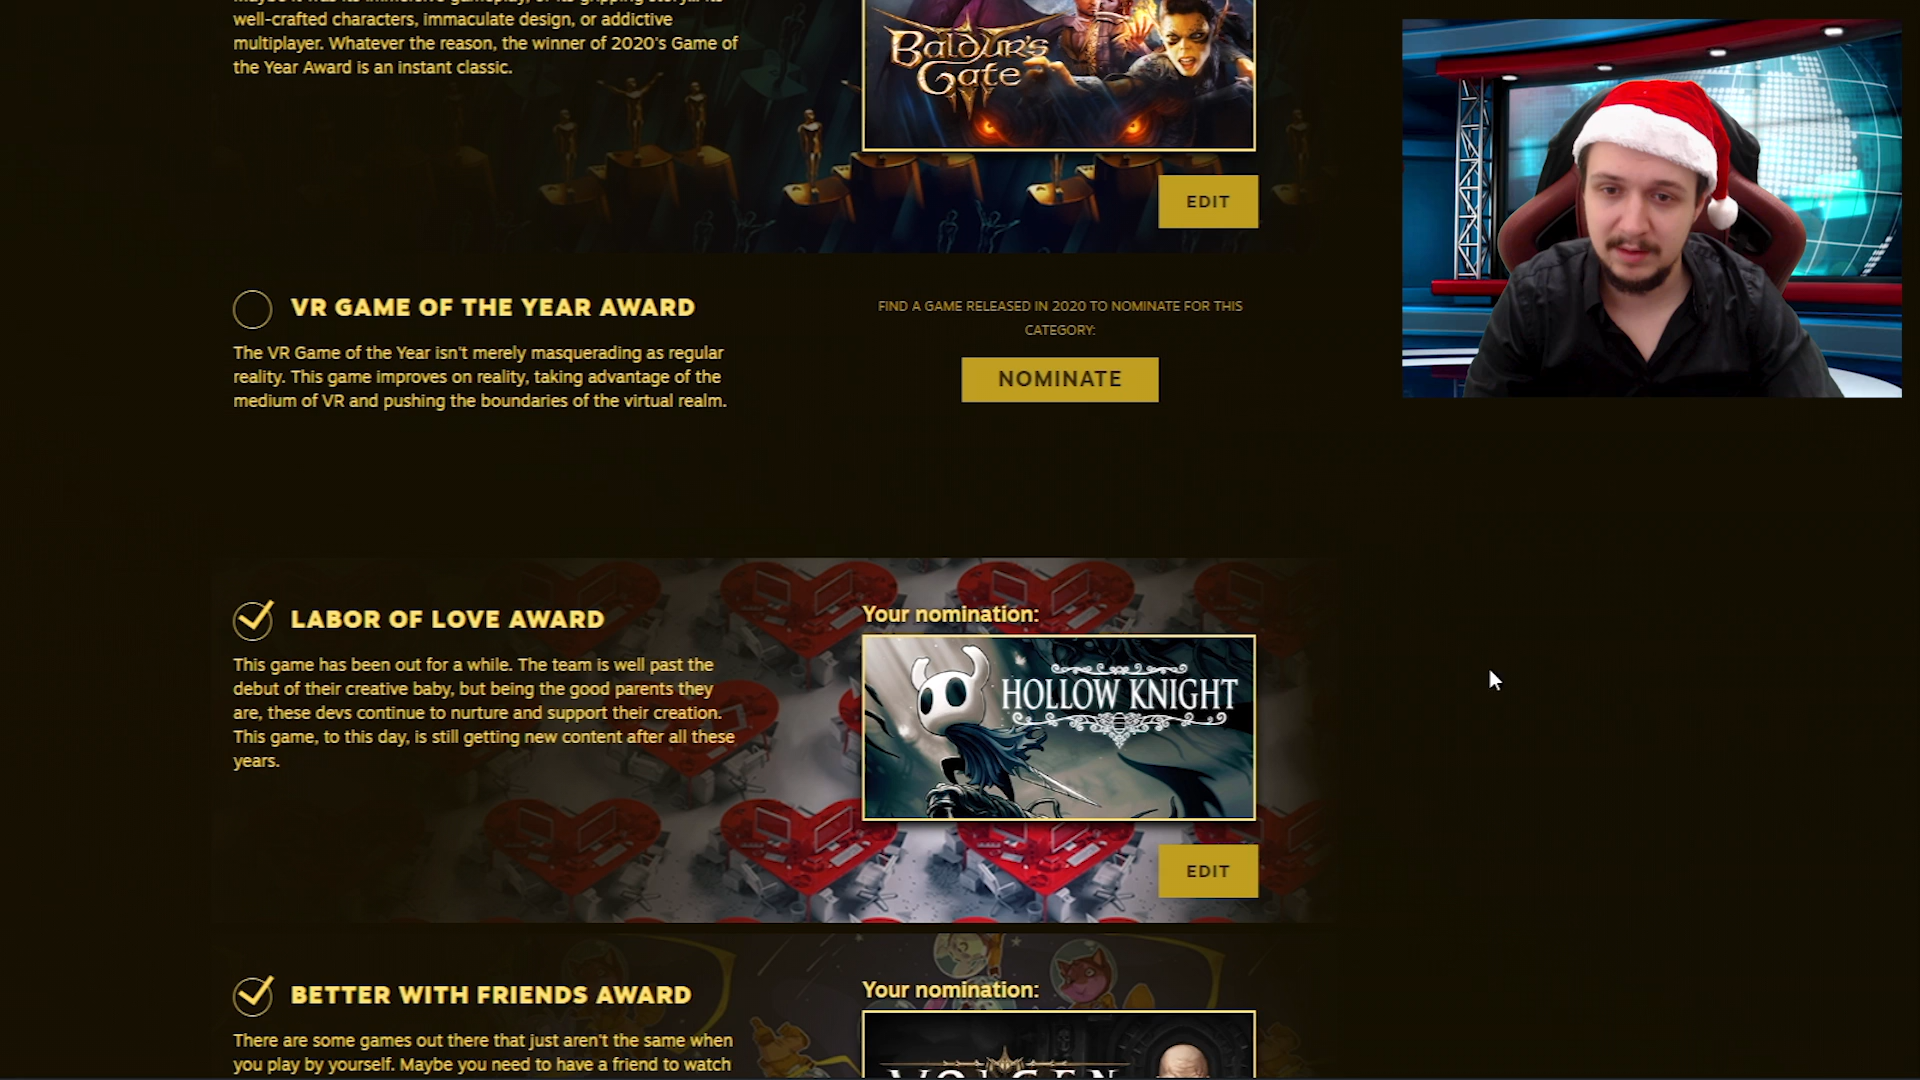 well-crafted characters, immaculate design, or addictive
multiplayer. Whatever the reason, the winner of 2020's Game of
the Year Award is an instant classic.
BALDUR'S
GATE
III
EDIT
VR GAME OF THE YEAR AWARD
The VR Game of the Year isn't merely masquerading as regular
reality. This game improves on reality, taking advantage of the
medium of VR and pushing the boundaries of the virtual realm.
FIND A GAME RELEASED IN 2020 TO NOMINATE FOR THIS
CATEGORY:
NOMINATE
LABOR OF LOVE AWARD
This game has been out for a while. The team is well past the
debut of their creative baby, but being the good parents they
are, these devs continue to nurture and support their creation.
This game, to this day, is still getting new content after all these
years.
Your nomination:
HOLLOW KNIGHT
EDIT
BETTER WITH FRIENDS AWARD
There are some games out there that just aren't the same when
you play by yourself. Maybe you need to have a friend to watch
Your nomination: